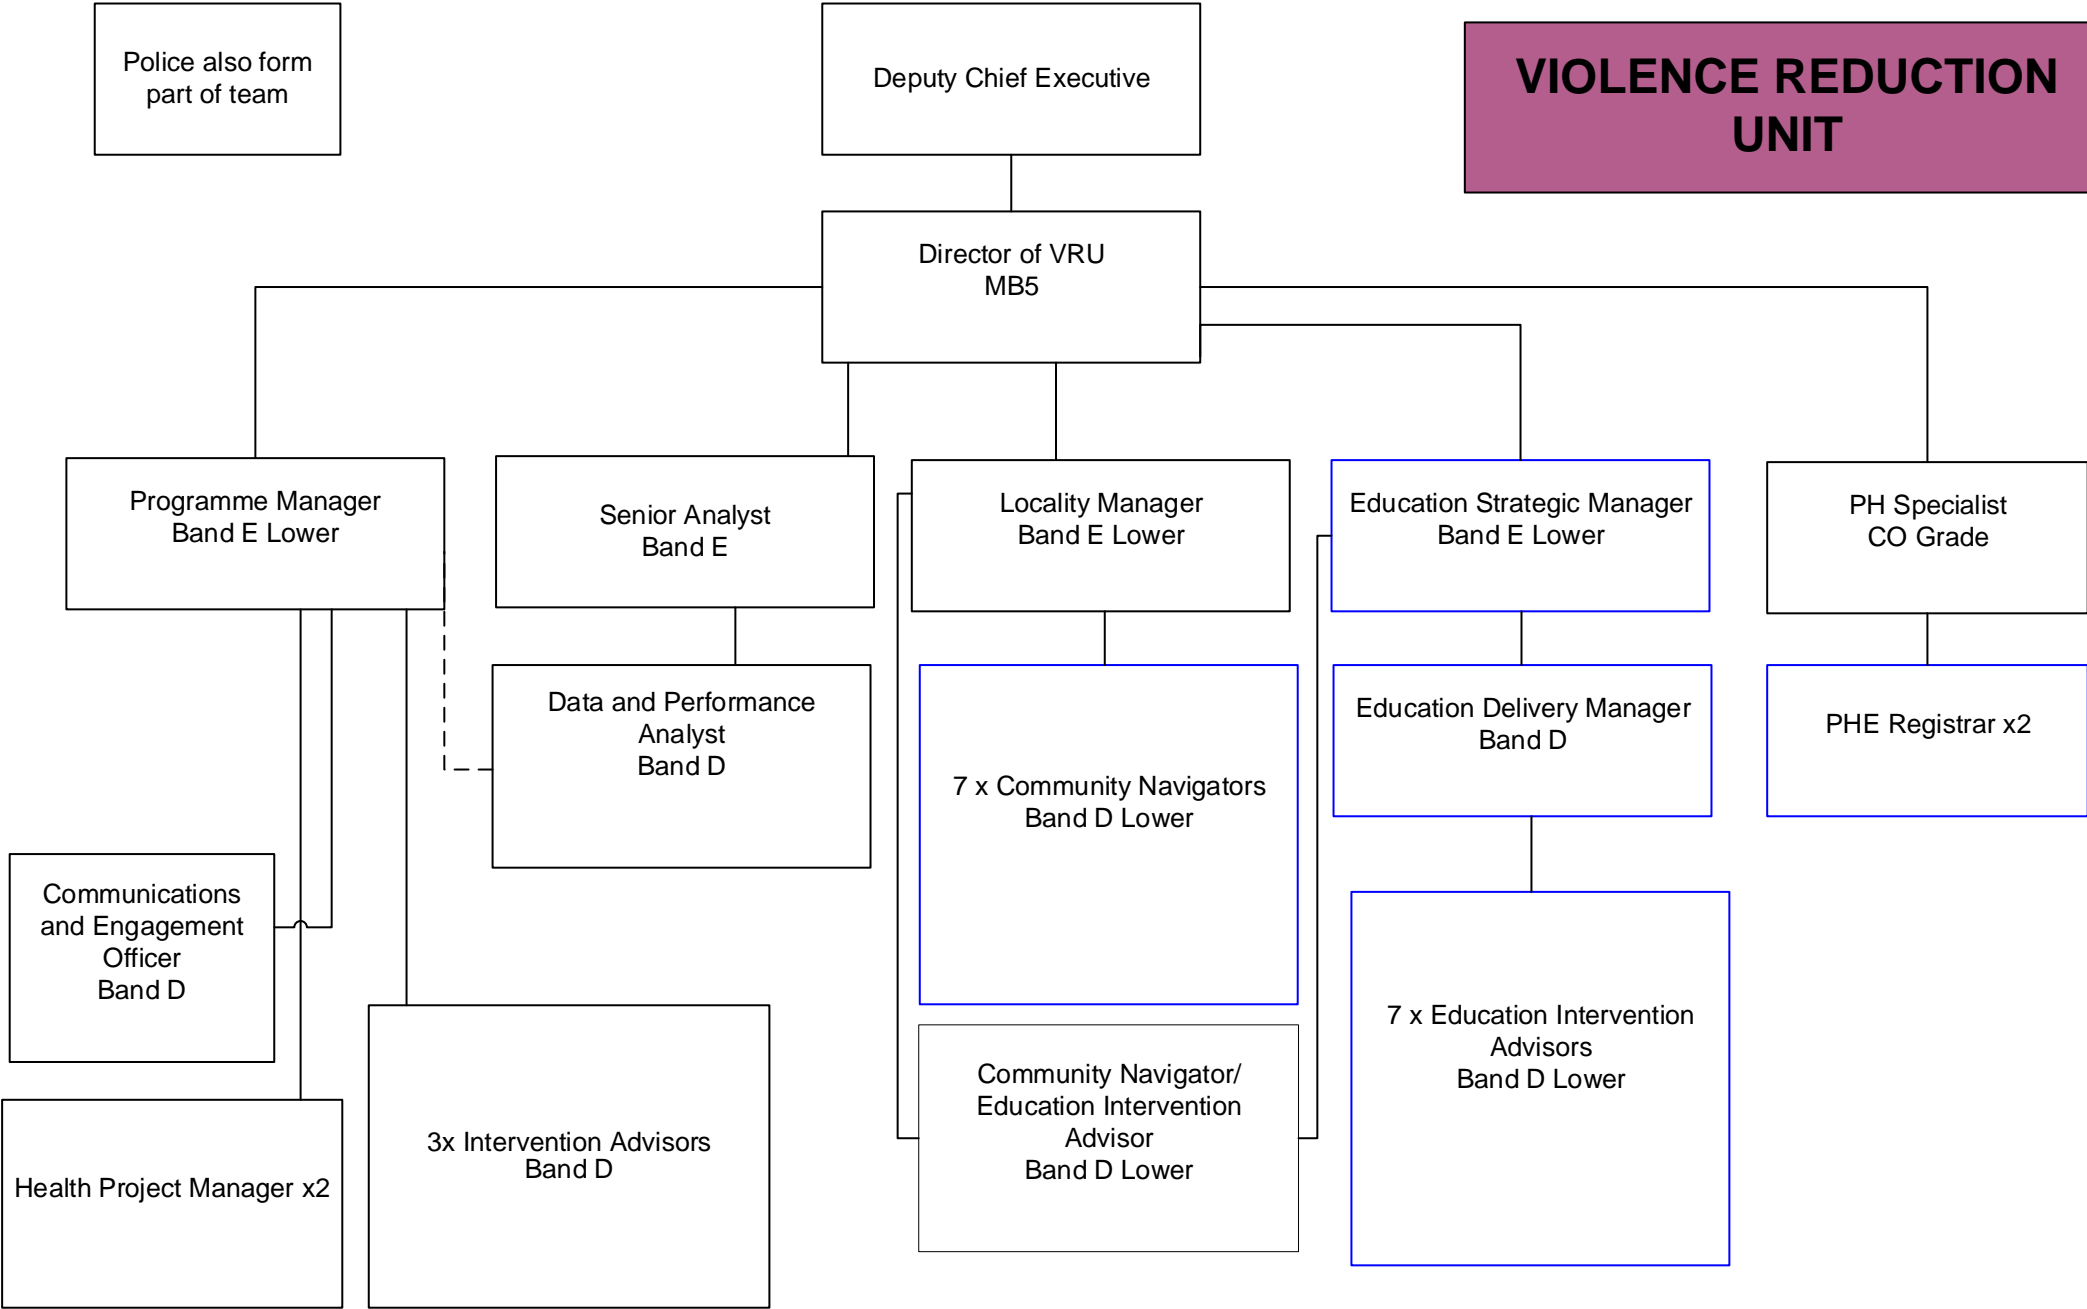 Police also form
part of team
Deputy Chief Executive
VIOLENCE REDUCTION
UNIT
Director of VRU
MB5
Programme Manager
Band E Lower
Senior Analyst
Band E
Locality Manager
Band E Lower
Education Strategic Manager
Band E Lower
PH Specialist
CO Grade
Data and Performance
Analyst
Band D
7 x Community Navigators
Band D Lower
Education Delivery Manager
Band D
PHE Registrar x2
Communications
and Engagement
Officer
Band D
Health Project Manager x2
3x Intervention Advisors
Band D
Community Navigator/
Education Intervention
Advisor
Band D Lower
7 x Education Intervention
Advisors
Band D Lower